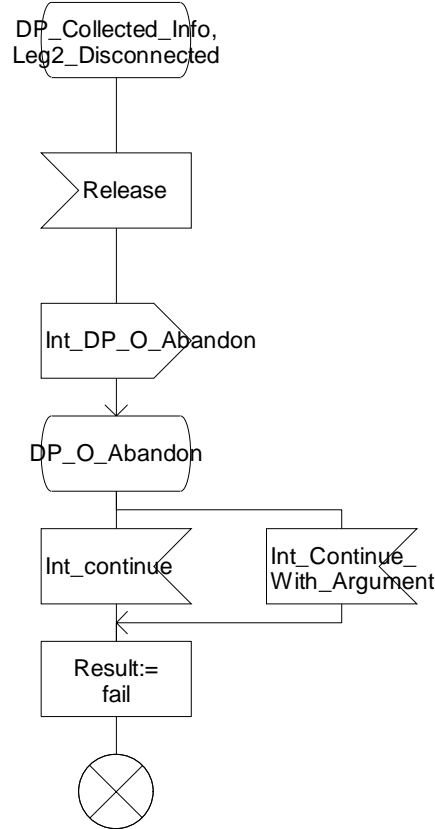 DP_Collected_Info,
Leg2_Disconnected
Release
Int_DP_O_Abandon
DP_O_Abandon
Int_continue
Int_Continue_
With_Argument
Result:=
fail